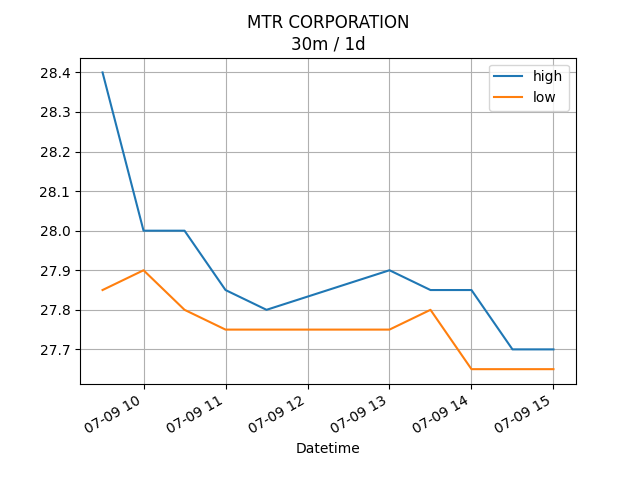 MTR CORPORATION
30m / 1d
high
low
28.4
28.3
28.2
28.1
28.0
27.9
27.8
27.7
07-09 10
07-09 11
07-09 12
07-09 13
07-09 14
07-09 15
Datetime